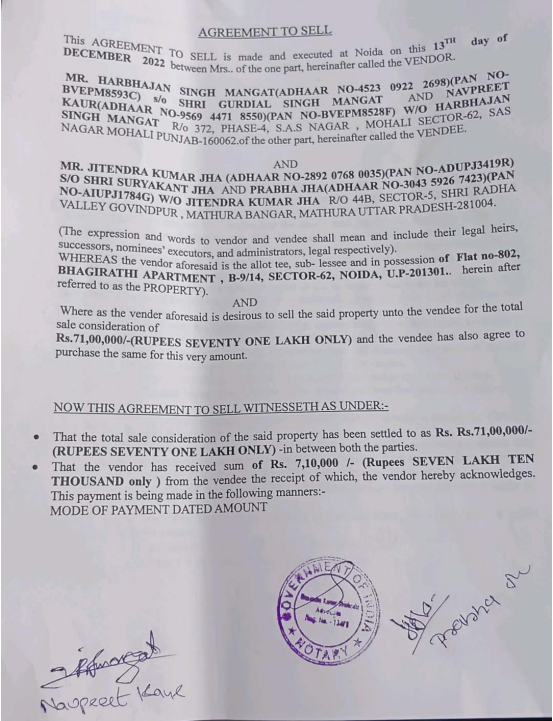 AGREEMENT TO SELL
This AGREEMENT TO SELL is made and executed at Noida on this 13TH day of
DECEMBER 2022 between Mrs.. of the one part, hereinafter called the VENDOR.
MR. HARBHAJAN SINGH MANGAT(ADHAAR NO-4523 0922 2698)(PAN NO-
BVEPM8593C) s/o SHRI GURDIAL SINGH MANGAT AND NAVPREET
KAUR(ADHAAR NO-9569 4471 8550)(PAN NO-BVEPM8528F) W/O HARBHAJAN
SINGH MANGAT R/o 372, PHASE-4, S.A.S NAGAR , MOHALI SECTOR-62, SAS
NAGAR MOHALI PUNJAB-160062.of the other part, hereinafter called the VENDEE.
AND
MR. JITENDRA KUMAR JHA (ADHAAR NO-2892 0768 0035)(PAN NO-ADUPJ3419R)
S/O SHRI SURYAKANT JHA AND PRABHA JHA(ADHAAR NO-3043 5926 7423)(PAN
NO-AIUPJ1784G) W/O JITENDRA KUMAR JHA R/O 44B, SECTOR-5, SHRI RADHA
VALLEY GOVINDPUR , MATHURA BANGAR, MATHURA UTTAR PRADESH-281004.
(The expression and words to vendor and vendee shall mean and include their legal heirs,
successors, nominees' executors, and administrators, legal respectively).
WHEREAS the vendor aforesaid is the allot tee, sub- lessee and in possession of Flat no-802,
BHAGIRATHI APARTMENT , B-9/14, SECTOR-62, NOIDA, U.P-201301.. herein after
referred to as the PROPERTY).
AND
Where as the vendor aforesaid is desirous to sell the said property unto the vendee for the total
sale consideration of
Rs.71,00,000/-(RUPEES SEVENTY ONE LAKH ONLY) and the vendee has also agree to
purchase the same for this very amount.
NOW THIS AGREEMENT TO SELL WITNESSETH AS UNDER:-
• That the total sale consideration of the said property has been settled to as Rs. Rs.71,00,000/-
(RUPEES SEVENTY ONE LAKH ONLY) -in between both the parties.
• That the vendor has received sum of Rs. 7,10,000 /- (Rupees SEVEN LAKH TEN
THOUSAND only ) from the vendee the receipt of which, the vendor hereby acknowledges.
This payment is being made in the following manners:-
MODE OF PAYMENT DATED AMOUNT
GOVERNMENT OF INDIA
Advocate
NOTARY
Navpreet Kaur